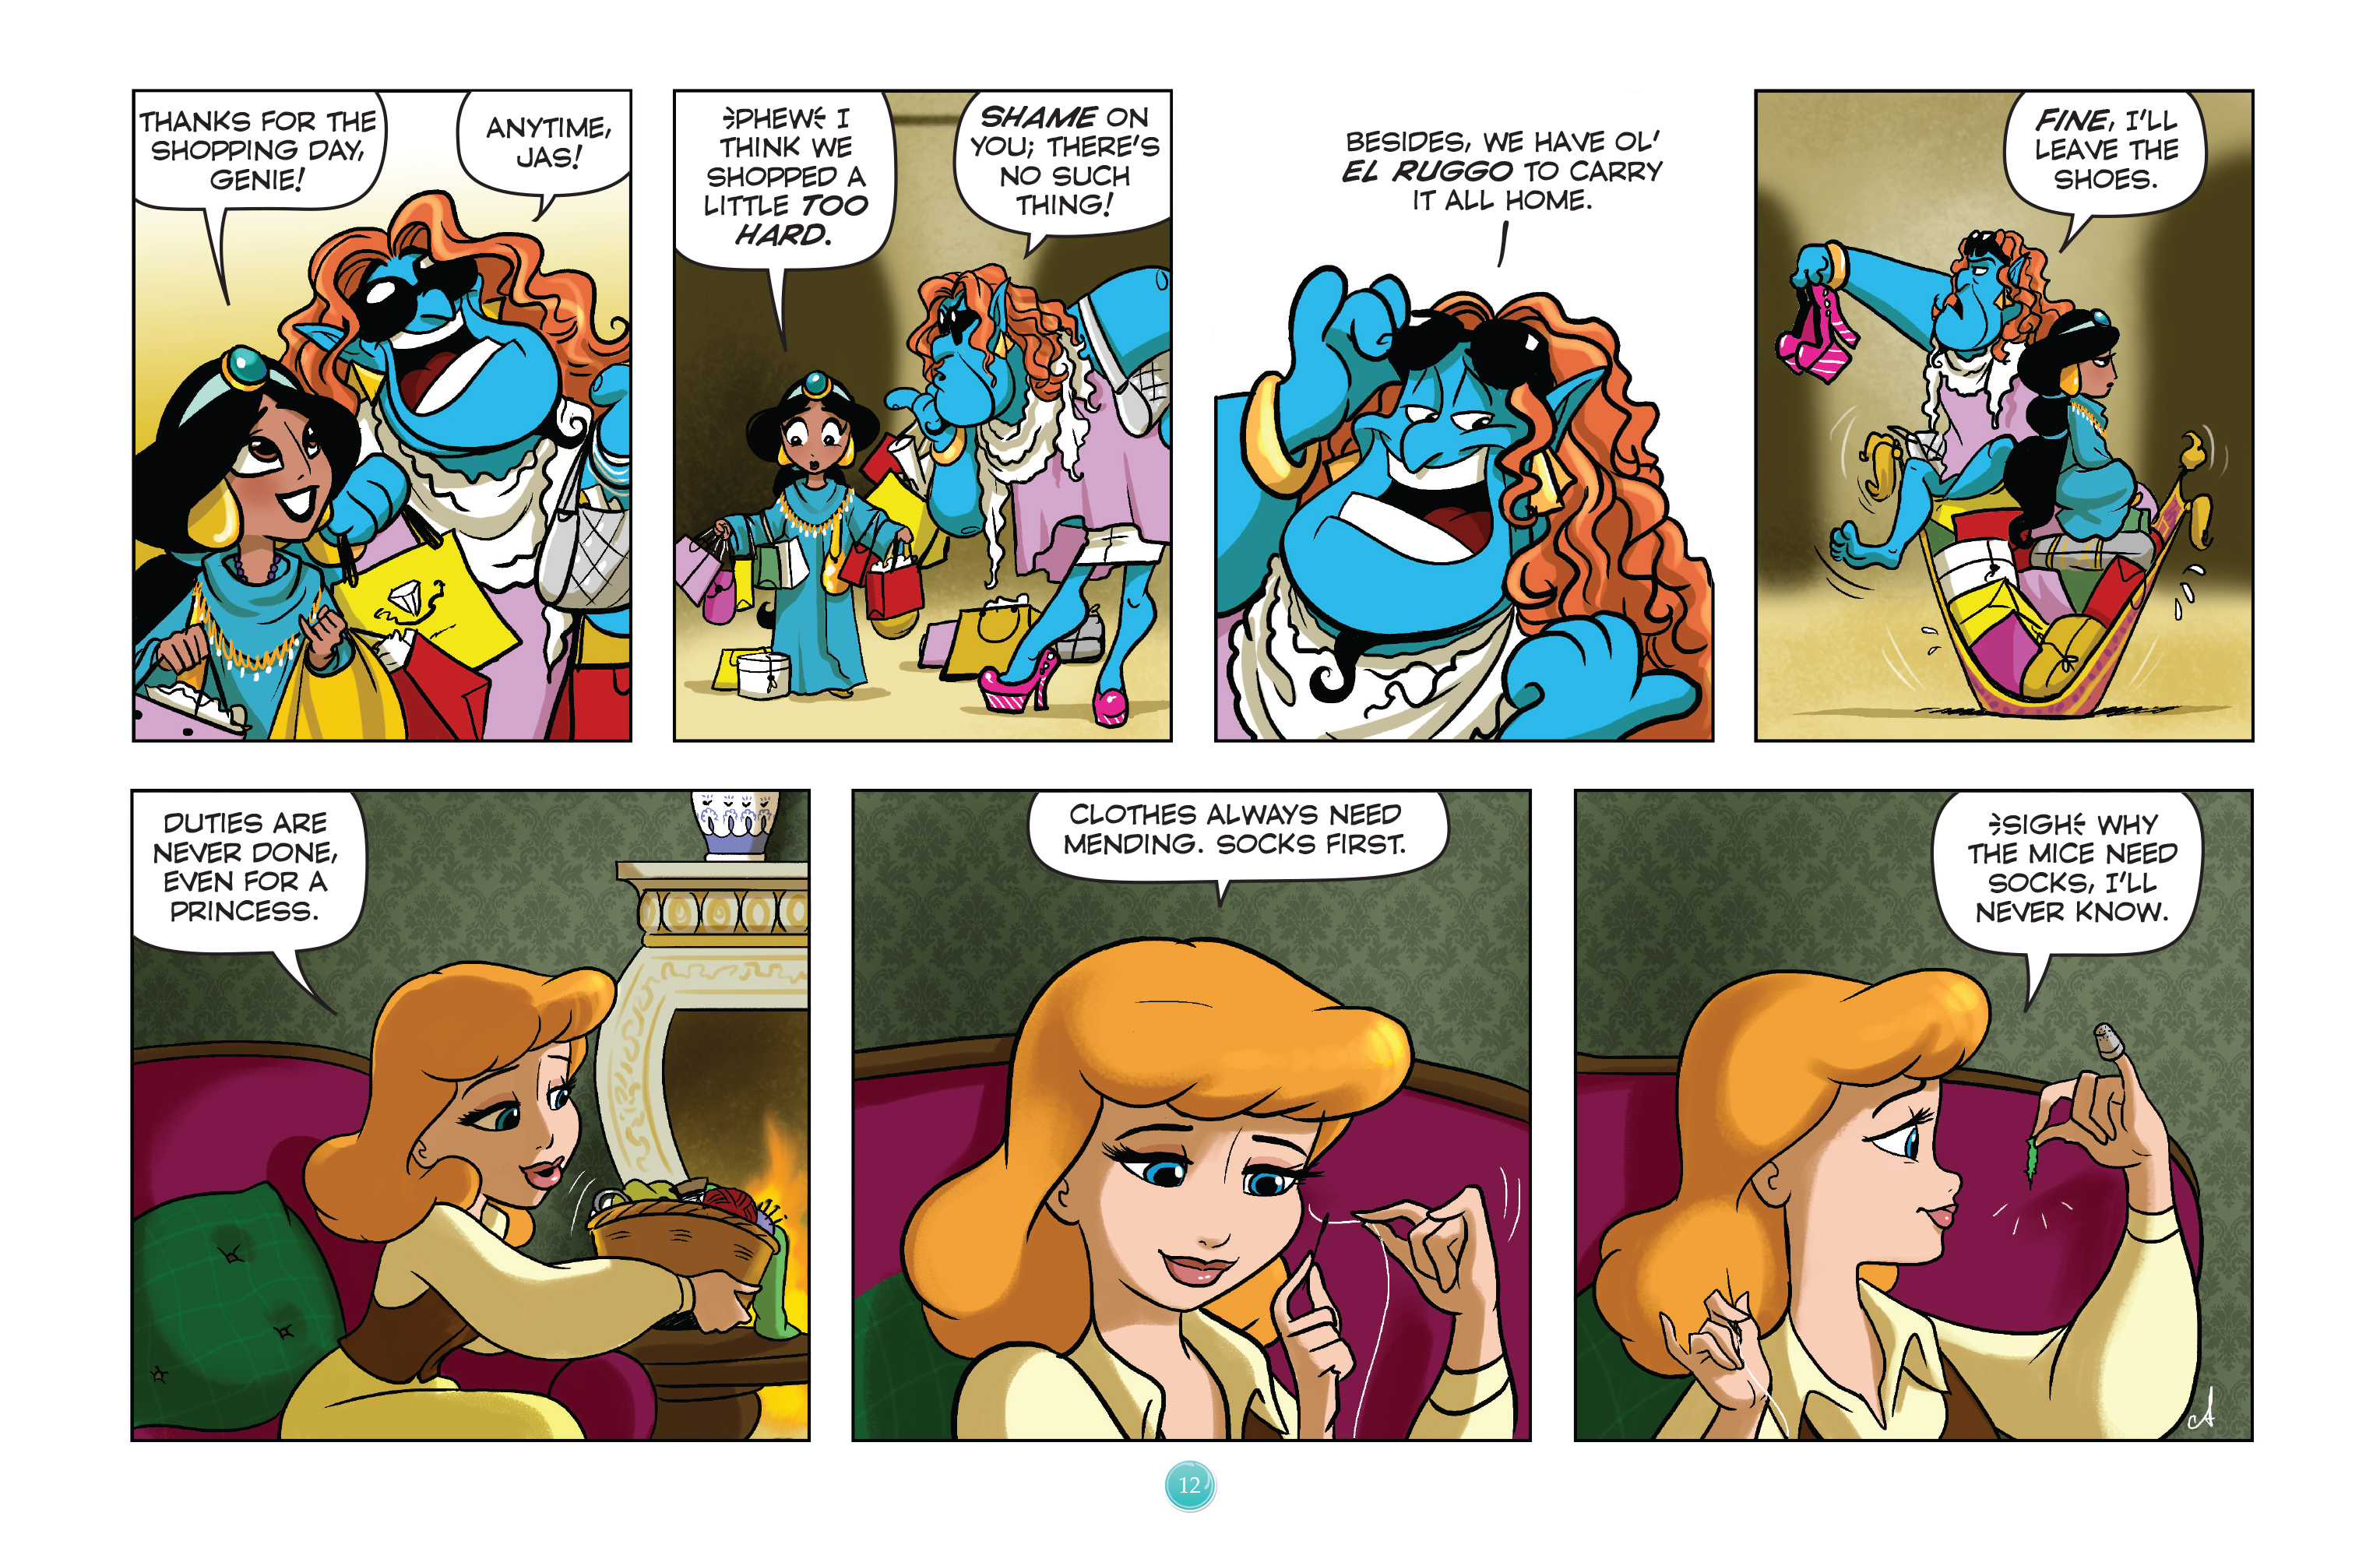 THANKS FOR THE
SHOPPING DAY,
GENIE!
ANYTIME,
JAS!
PHEW I
THINK WE
SHOPPED A
LITTLE TOO
HARD.
SHAME ON
YOU; THERE'S
NO SUCH
THING!
BESIDES, WE HAVE OL'
EL RUGGO TO CARRY
IT ALL HOME.
FINE, I'LL
LEAVE THE
SHOES.
DUTIES ARE
NEVER DONE,
EVEN FOR A
PRINCESS.
CLOTHES ALWAYS NEED
MENDING. SOCKS FIRST.
SIGH WHY
THE MICE NEED
SOCKS, I'LL
NEVER KNOW.
12